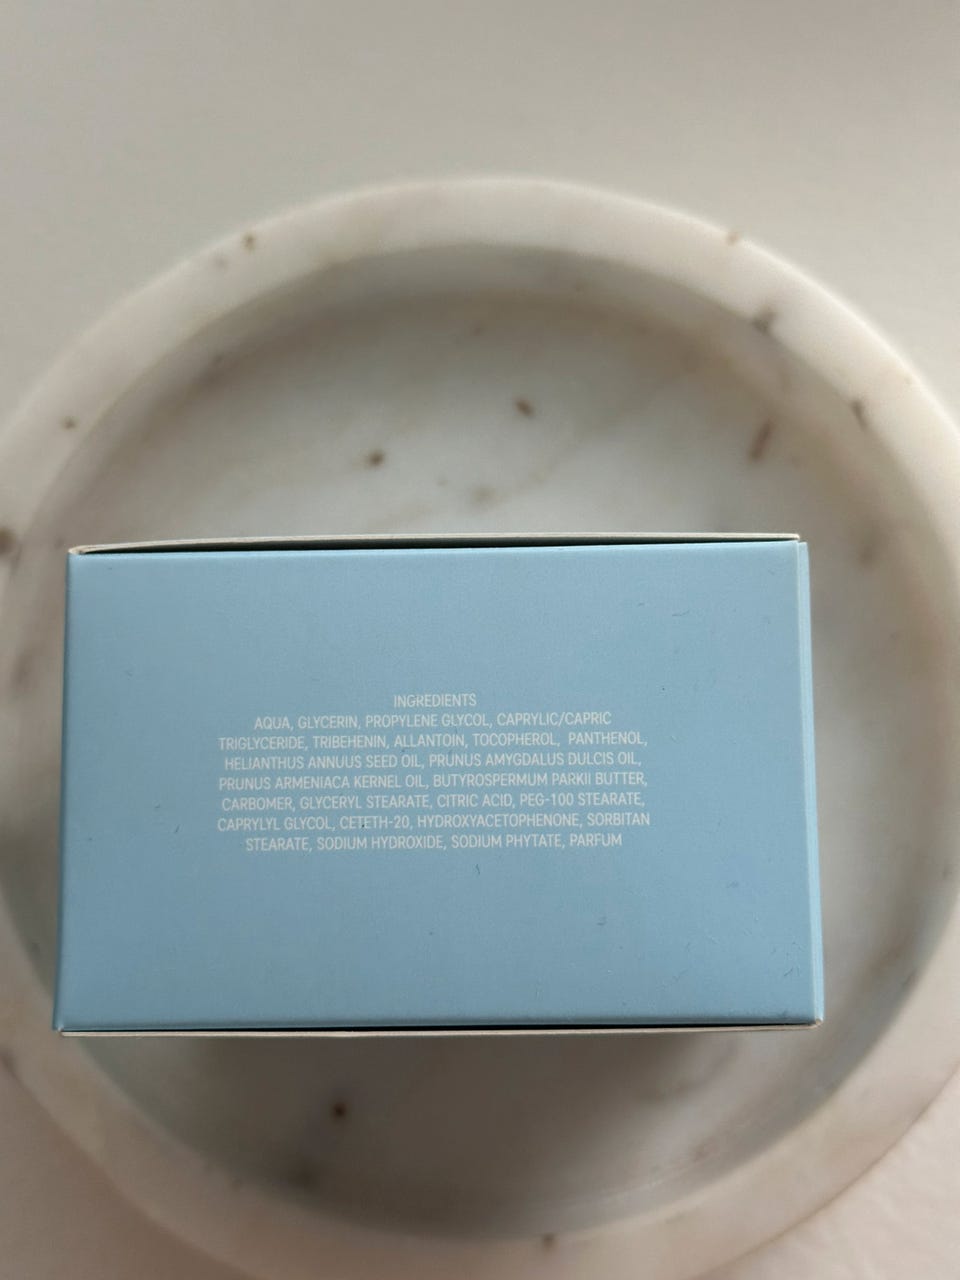 INGREDIENTS
AQUA, GLYCERIN, PROPYLENE GLYCOL, CAPRYLIC/CAPRIC
TRIGLYCERIDE, TRIBEHENIN, ALLANTOIN, TOCOPHEROL, PANTHENOL,
HELIANTHUS ANNUUS SEED OIL, PRUNUS AMYGDALUS DULCIS OIL,
PRUNUS ARMENIACA KERNEL OIL, BUTYROSPERMUM PARKII BUTTER,
CARBOMER, GLYCERYL STEARATE, CITRIC ACID, PEG-100 STEARATE,
CAPRYLYL GLYCOL, CETETH-20, HYDROXYACETOPHENONE, SORBITAN
STEARATE, SODIUM HYDROXIDE, SODIUM PHYTATE, PARFUM